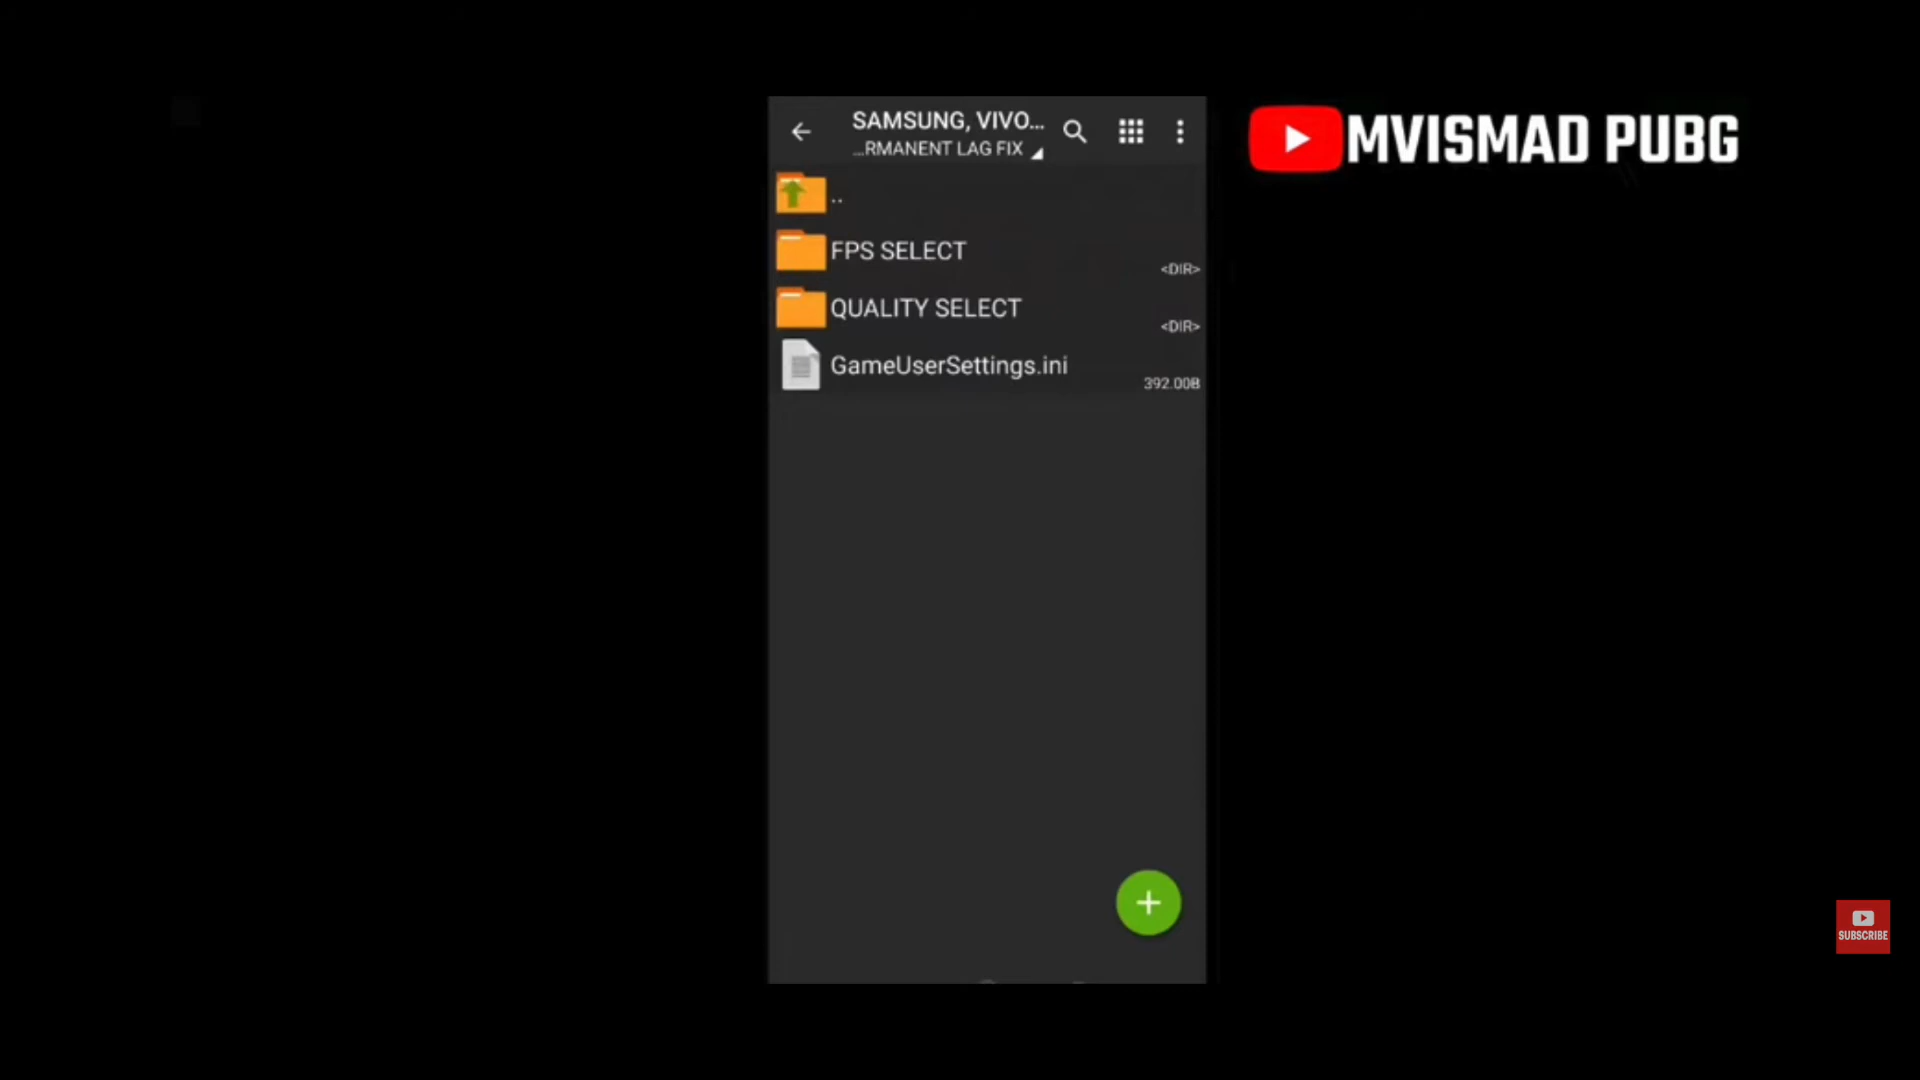 SAMSUNG, VIVO...
...RMANENT LAG FIX
MVISMAD PUBG
..
FPS SELECT
<DIR>
QUALITY SELECT
<DIR>
GameUserSettings.ini
392.00B
SUBSCRIBE